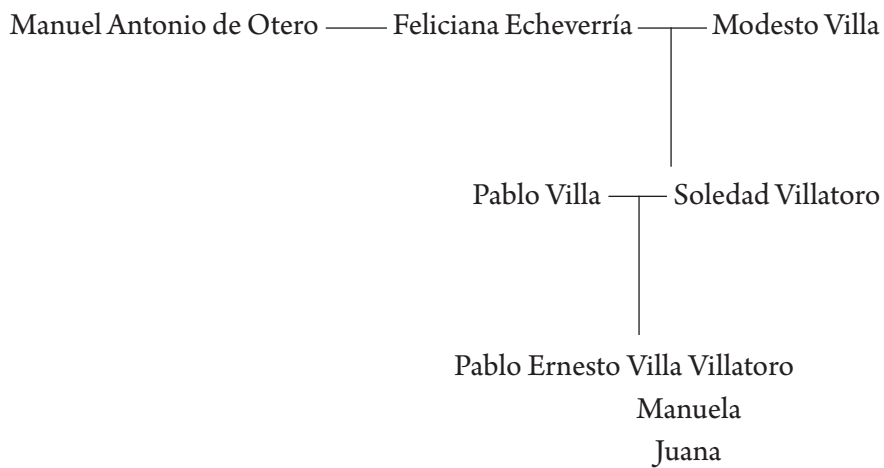 Manuel Antonio de Otero Feliciana Echeverría Modesto Villa
Pablo Villa Soledad Villatoro
Pablo Ernesto Villa Villatoro
Manuela
Juana